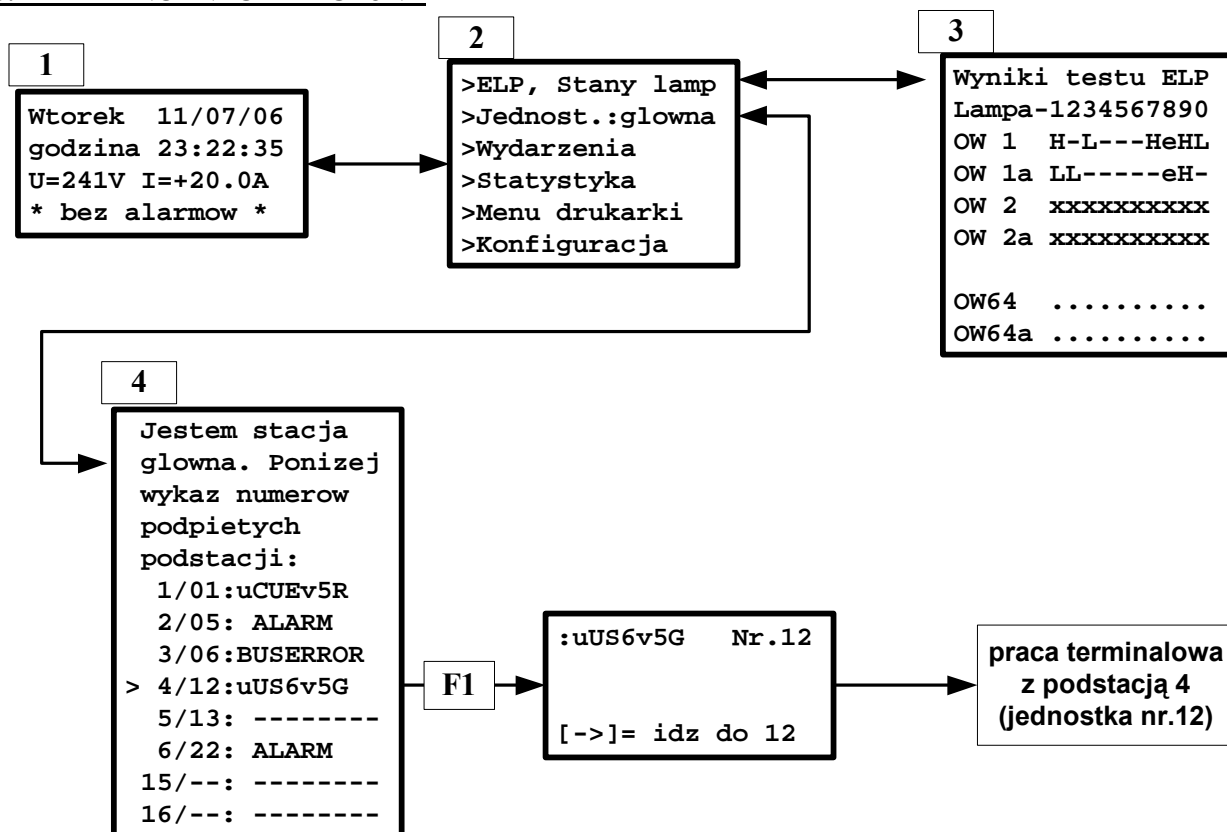 1
Wtorek 11/07/06
godzina 23:22:35
U=241V I=+20.0A
* bez alarmow *
2
>ELP, Stany lamp
>Jednost.:glowna
>Wydarzenia
>Statystyka
>Menu drukarki
>Konfiguracja
3
Wyniki testu ELP
Lampa-1234567890
OW 1 H-L---HeHL
OW 1a LL-----eH-
OW 2 xxxxxxxxxx
OW 2a xxxxxxxxxx
OW64 ..........
OW64a ..........
4
Jestem stacja
glowna. Ponizej
wykaz numerow
podpietych
podstacji:
1/01:uCUEv5R
2/05: ALARM
3/06:BUSERROR
> 4/12:uUS6v5G
5/13: --------
6/22: ALARM
15/--: --------
16/--: --------
F1
:uUS6v5G Nr.12
[->]= idz do 12
praca terminalowa
z podstacją 4
(jednostka nr.12)